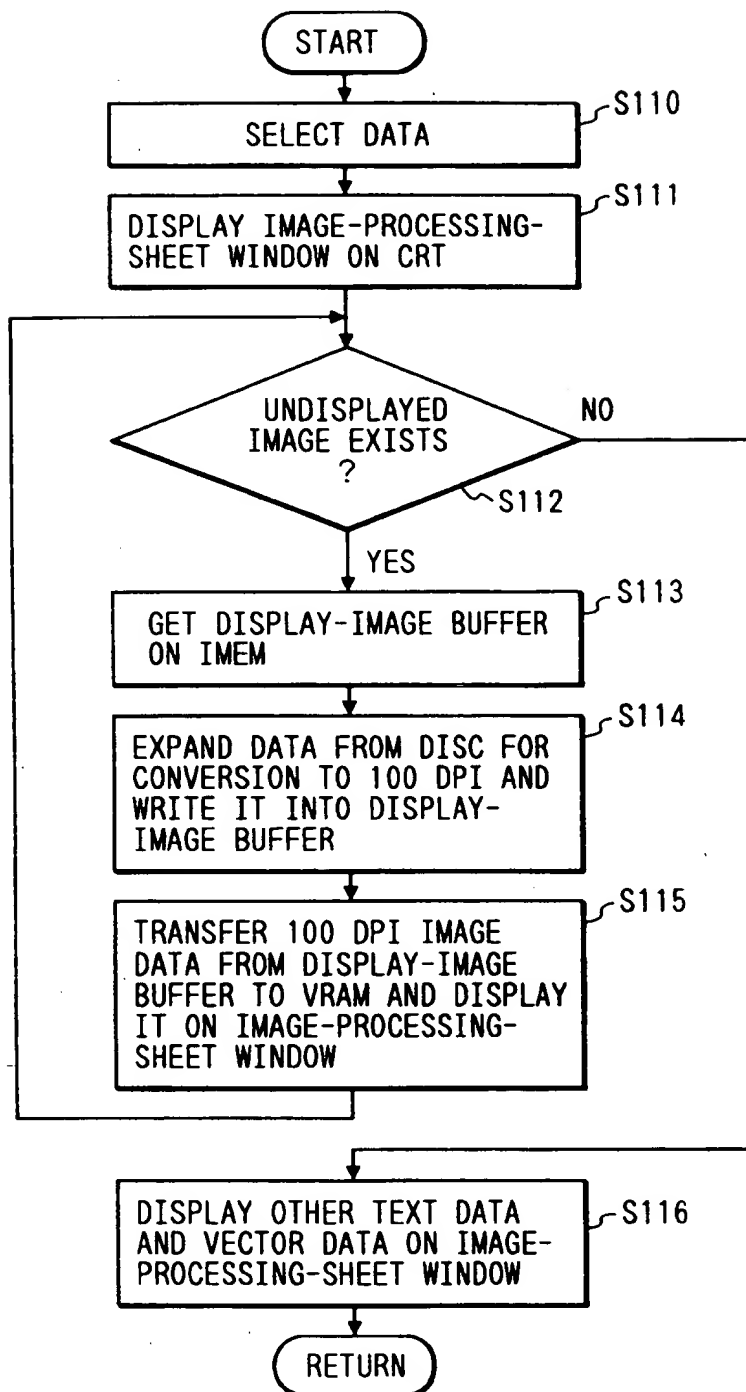 START
S110
SELECT DATA
S111
DISPLAY IMAGE-PROCESSING-
SHEET WINDOW ON CRT
UNDISPLAYED
IMAGE EXISTS
?
NO
S112
YES
S113
GET DISPLAY-IMAGE BUFFER
ON IMEM
S114
EXPAND DATA FROM DISC FOR
CONVERSION TO 100 DPI AND
WRITE IT INTO DISPLAY-
IMAGE BUFFER
S115
TRANSFER 100 DPI IMAGE
DATA FROM DISPLAY-IMAGE
BUFFER TO VRAM AND DISPLAY
IT ON IMAGE-PROCESSING-
SHEET WINDOW
S116
DISPLAY OTHER TEXT DATA
AND VECTOR DATA ON IMAGE-
PROCESSING-SHEET WINDOW
RETURN